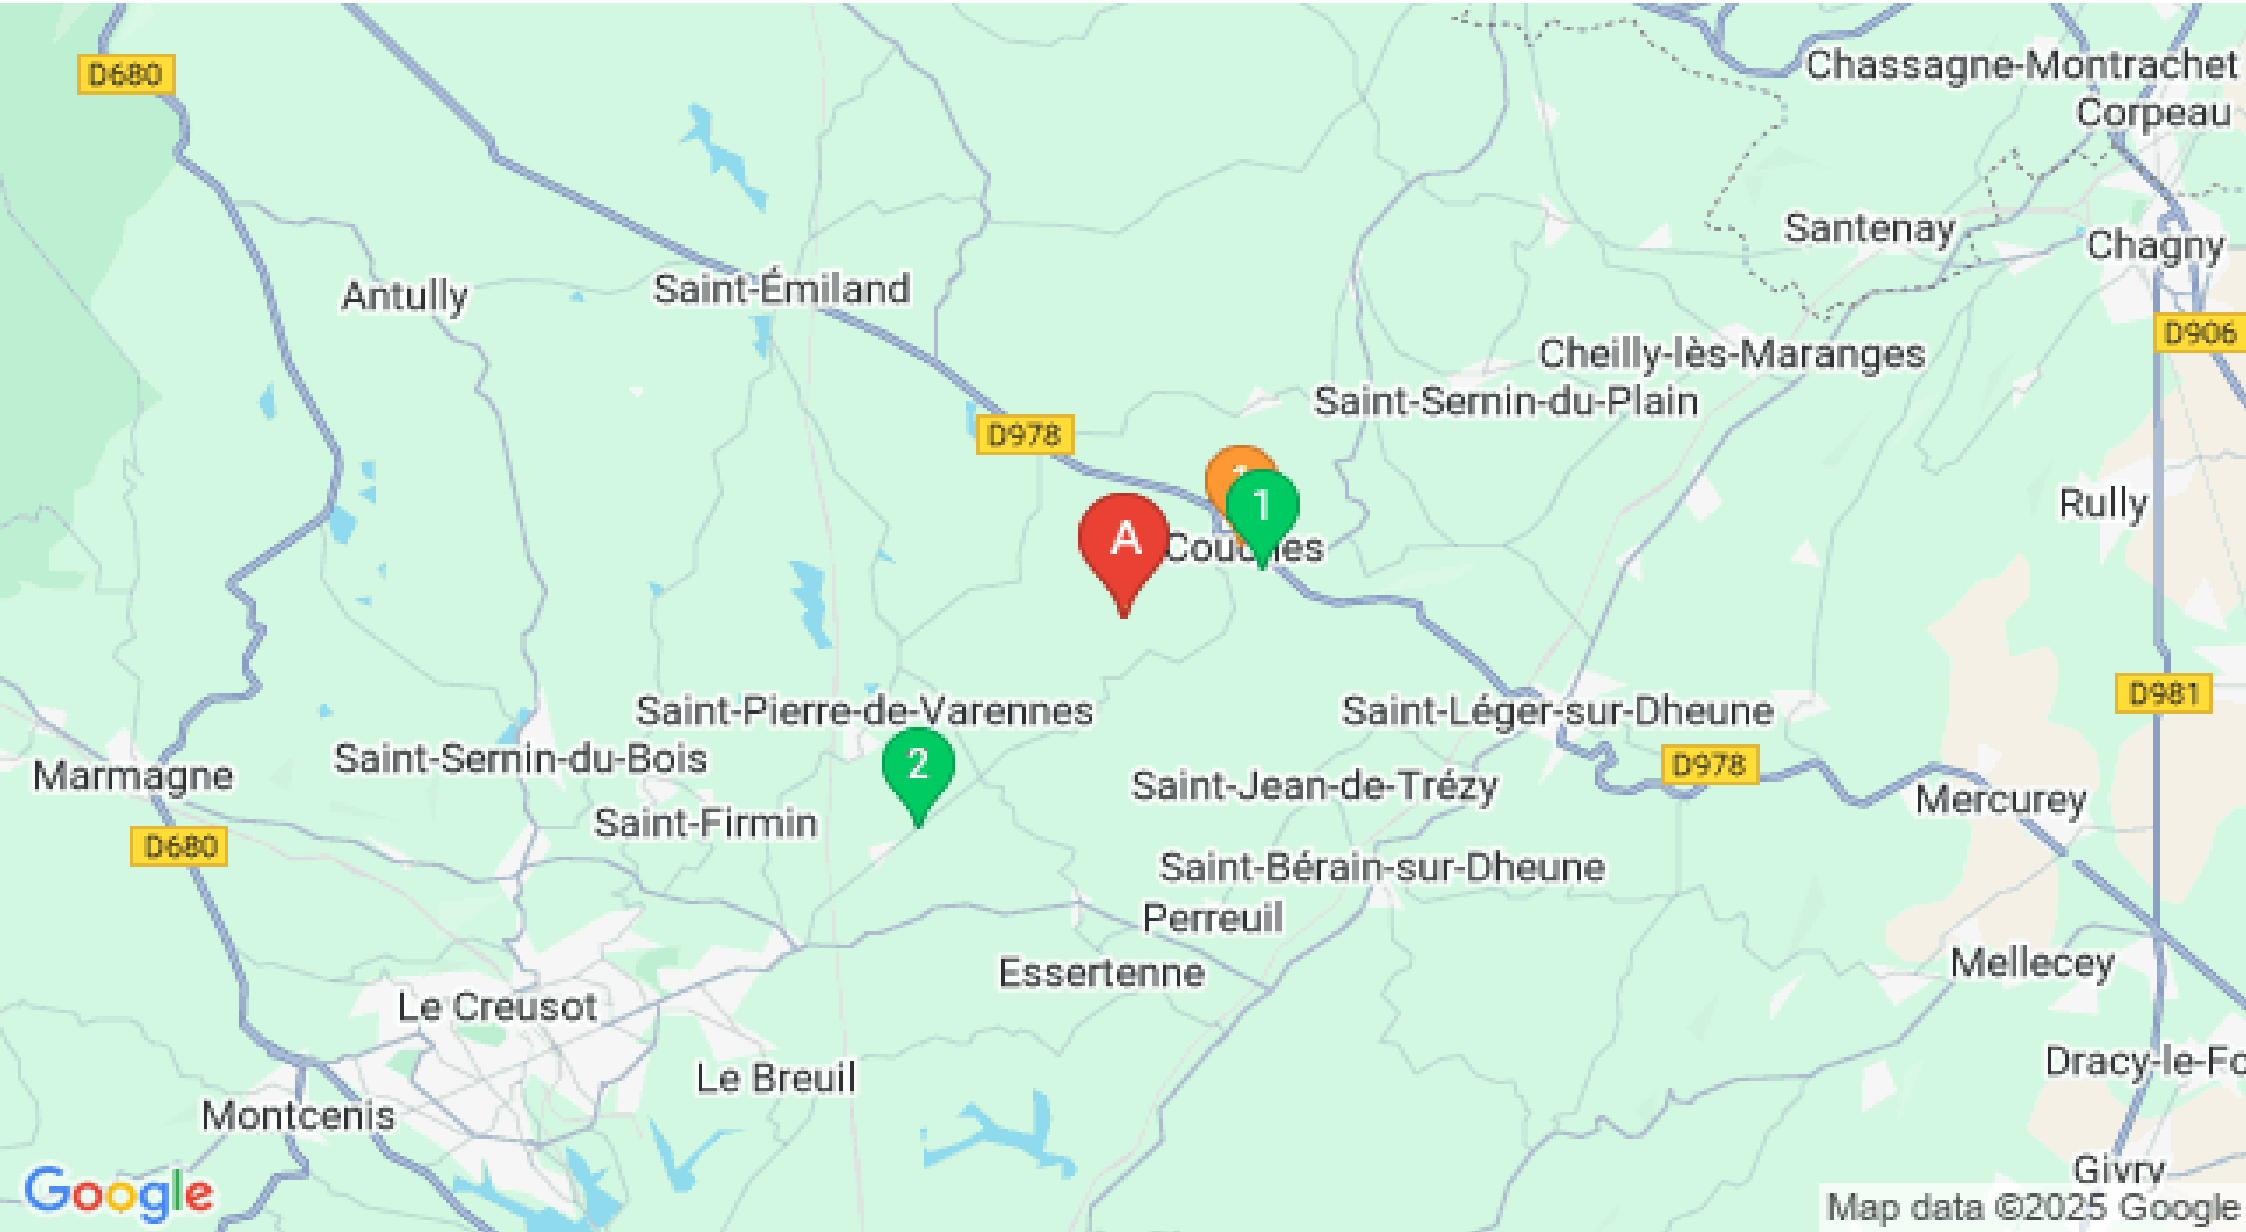 D680
Chassagne-Montrachet
Corpeau
Santenay
Chagny
Antully
Saint-Émiland
D906
Cheilly-lès-Maranges
Saint-Sernin-du-Plain
D978
1
Rully
A
Couches
D981
Saint-Pierre-de-Varennes
Saint-Léger-sur-Dheune
2
Saint-Sernin-du-Bois
Marmagne
D978
Saint-Jean-de-Trézy
Mercurey
Saint-Firmin
D680
Saint-Bérain-sur-Dheune
Perreuil
Mellecey
Essertenne
Le Creusot
Dracy-le-Fo
Le Breuil
Montcenis
Givry
Google
Map data ©2025 Google